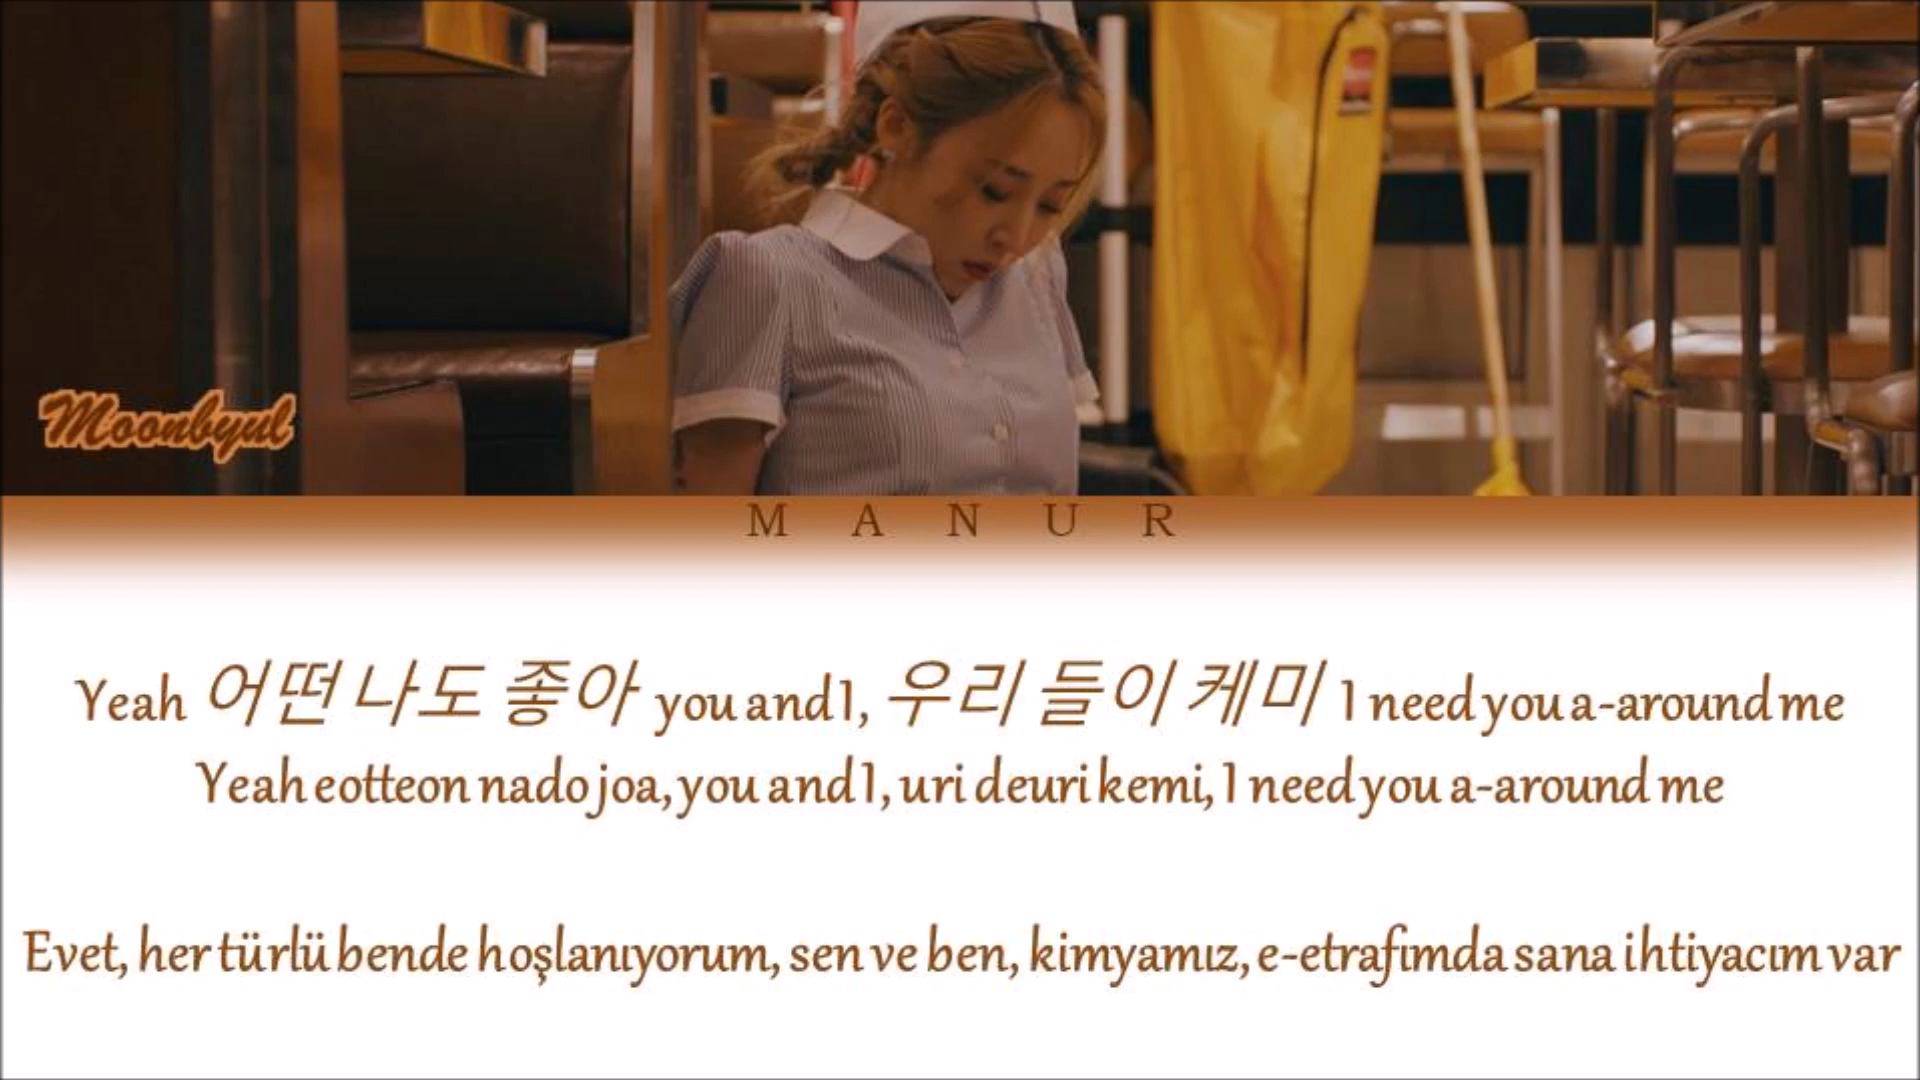 Moonbyul
M A N U R
Yeah 어떤 나도 좋아 you and I, 우리 들이 케미 I need you a-around me
Yeah eotteon nado joa, you and I, uri deuri kemi, I need you a-around me
Evet, her türlü bende hoşlanıyorum, sen ve ben, kimyamız, e-etrafımda sana ihtiyacım var